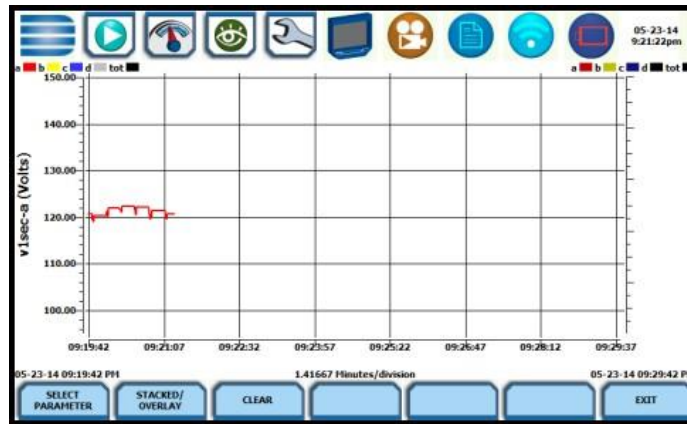 05-23-14
9:21:22pm
a b c d tot
a b c d tot
v1sec-a (Volts)
150.00
140.00
130.00
120.00
110.00
100.00
09:19:42 09:21:07 09:22:32 09:23:57 09:25:22 09:26:47 09:28:12 09:29:37
05-23-14 09:19:42 PM 1.41667 Minutes/division 05-23-14 09:29:42 P
SELECT
PARAMETER
STACKED/
OVERLAY
CLEAR
EXIT